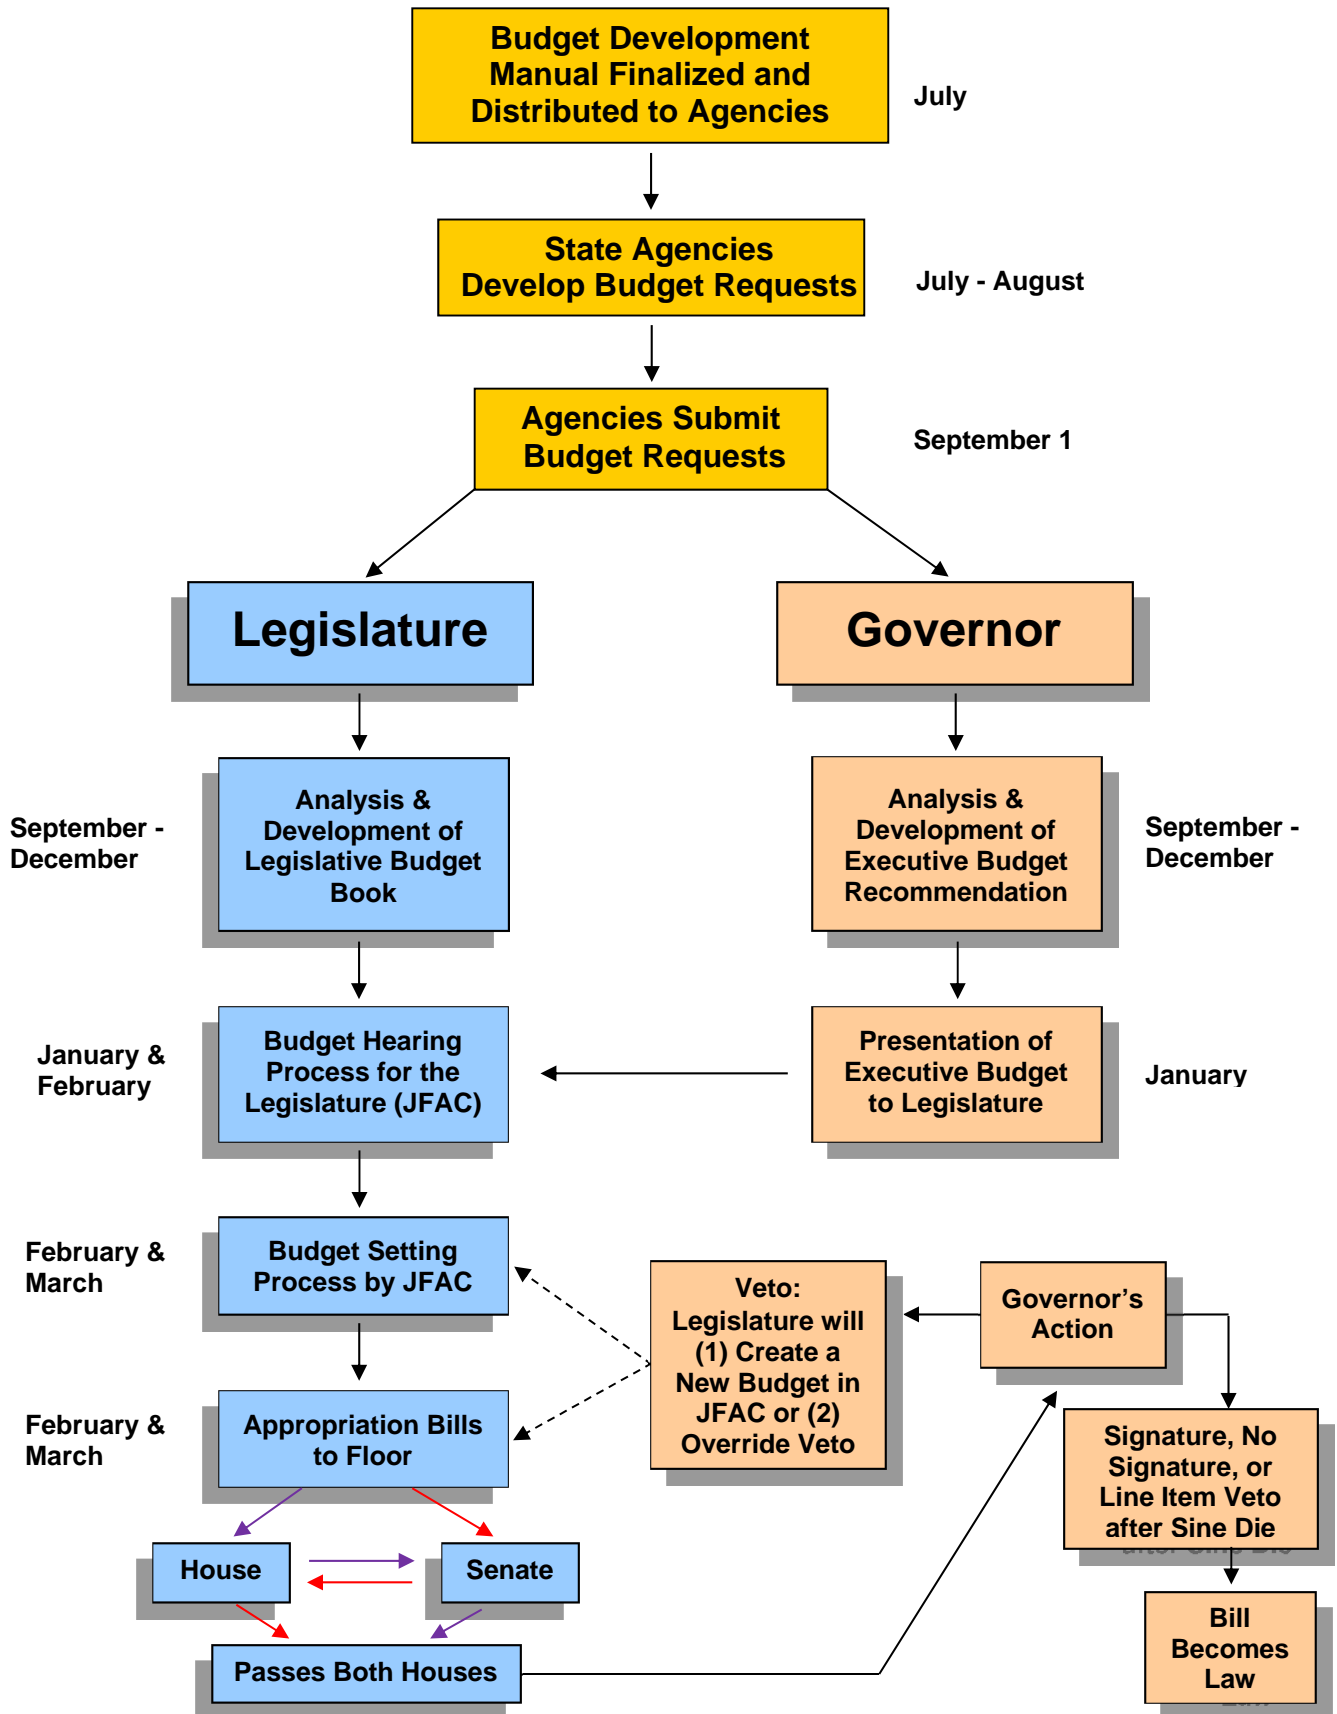 Budget Development
Manual Finalized and
Distributed to Agencies
July
State Agencies
Develop Budget Requests
July - August
Agencies Submit
Budget Requests
September 1
Legislature
Governor
September -
December
Analysis &
Development of
Legislative Budget
Book
Analysis &
Development of
Executive Budget
Recommendation
September -
December
January &
February
Budget Hearing
Process for the
Legislature (JFAC)
Presentation of
Executive Budget
to Legislature
January
February &
March
Budget Setting
Process by JFAC
Veto:
Legislature will
(1) Create a
New Budget in
JFAC or (2)
Override Veto
Governor’s
Action
February &
March
Appropriation Bills
to Floor
Signature, No
Signature, or
Line Item Veto
after Sine Die
House
Senate
Passes Both Houses
Bill
Becomes
Law